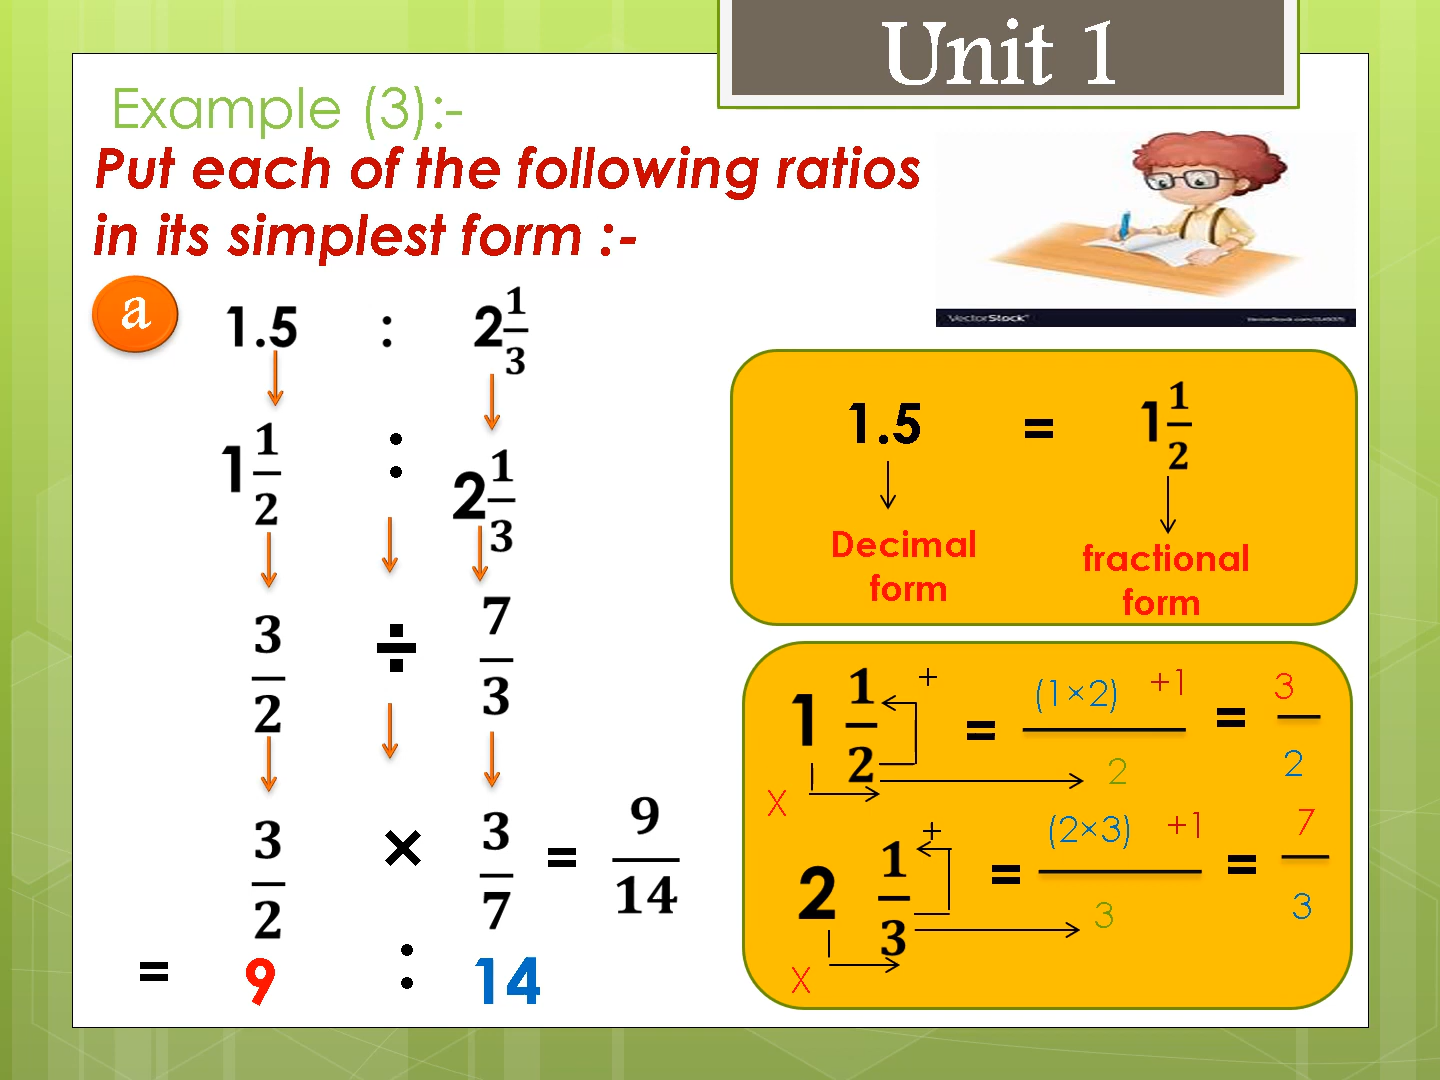 Unit 1
Example (3):-
Put each of the following ratios
in its simplest form :-
a
1.5 : 2 1/3
1 1/2 : 2 1/3
3/2 ÷ 7/3
3/2 × 3/7 = 9/14
= 9 : 14
VectorStock
1.5 = 1 1/2
Decimal
form
fractional
form
1 1/2 + = (1×2) +1 / 2 = 3/2
X
2 1/3 + = (2×3) +1 / 3 = 7/3
X